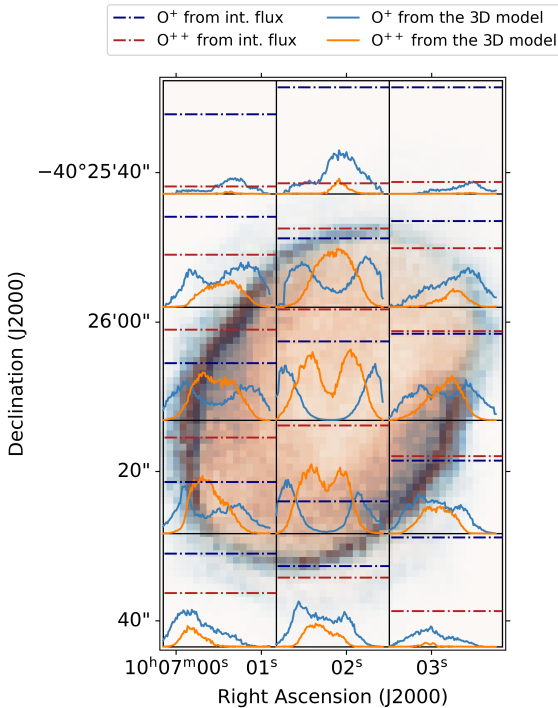 O⁺ from int. flux
O⁺⁺ from int. flux
O⁺ from the 3D model
O⁺⁺ from the 3D model
−40°25'40"
26'00"
20"
40"
Declination (J2000)
10ʰ07ᵐ00ˢ 01ˢ 02ˢ 03ˢ
Right Ascension (J2000)